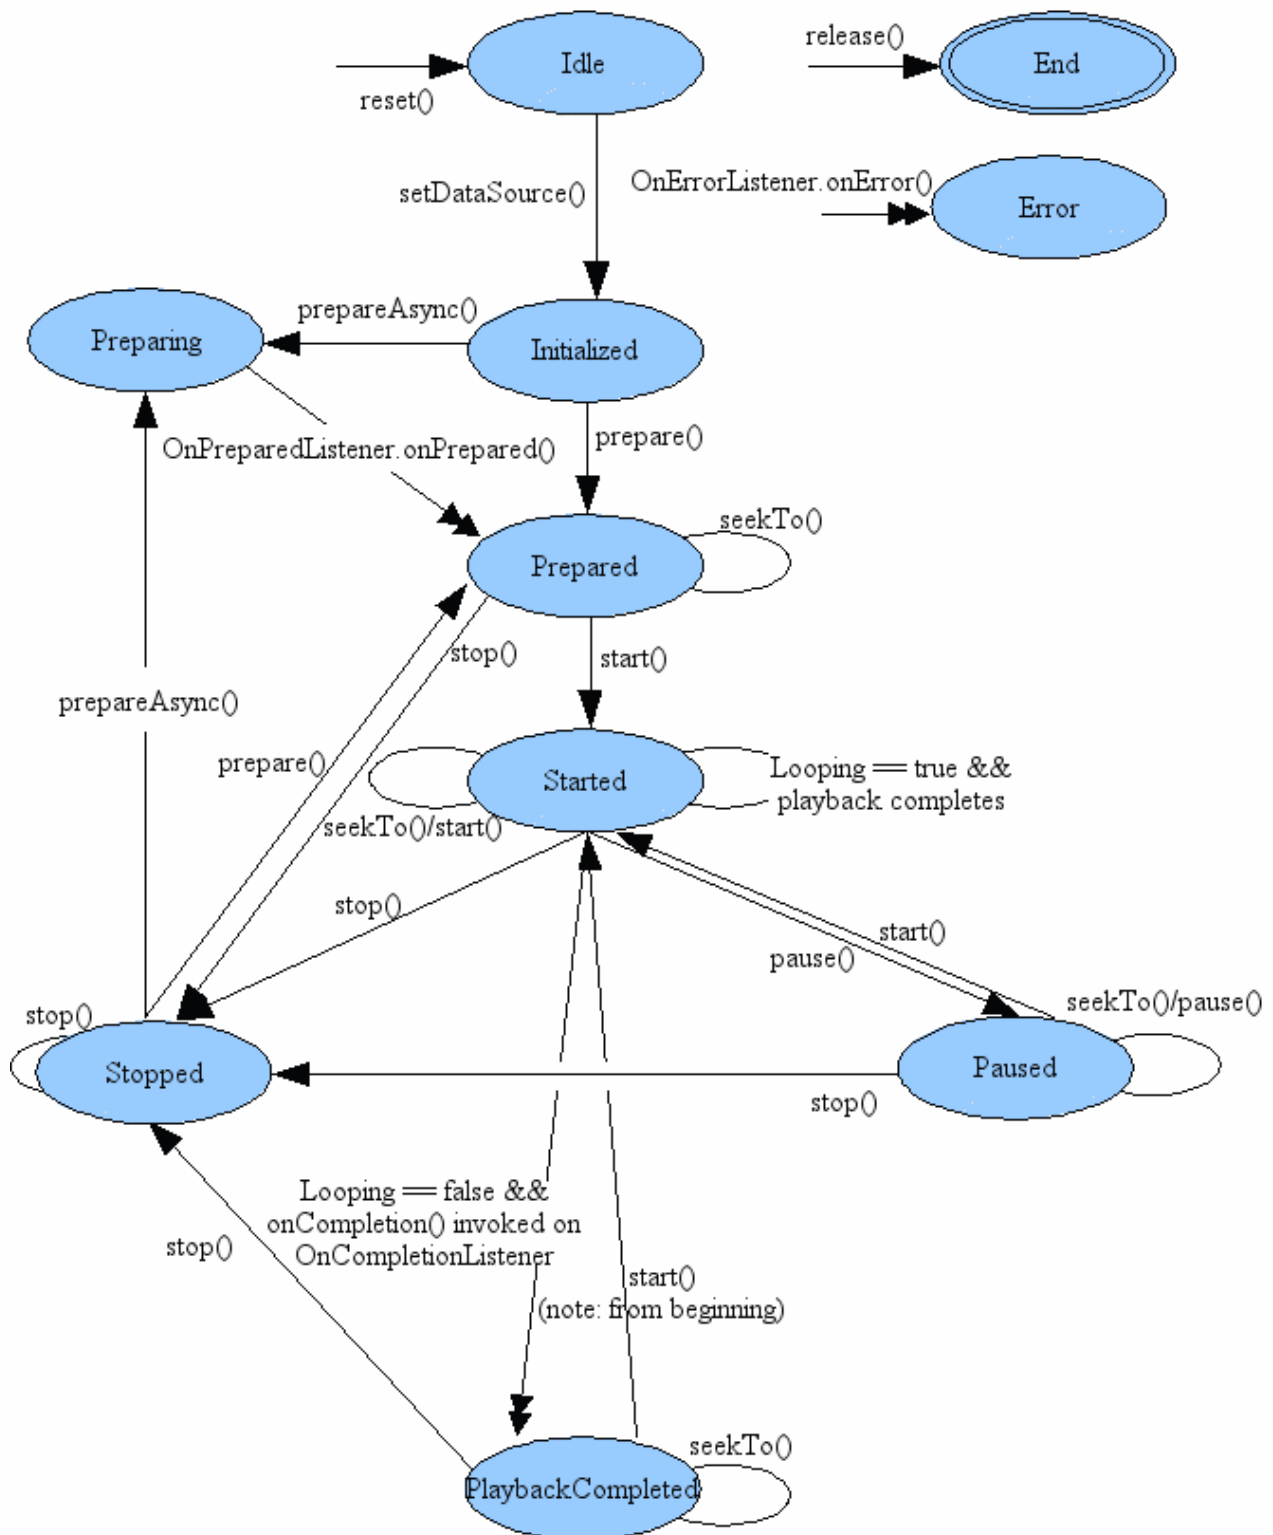 Idle
release()
End
reset()
setDataSource()
OnErrorListener.onError()
Error
prepareAsync()
Preparing
Initialized
prepare()
OnPreparedListener.onPrepared()
seekTo()
Prepared
stop()
start()
prepareAsync()
prepare()
Started
Looping == true &&
playback completes
seekTo()/start()
stop()
start()
pause()
seekTo()/pause()
stop()
Stopped
Paused
stop()
Looping == false &&
onCompletion() invoked on
OnCompletionListener
stop()
start()
(note: from beginning)
seekTo()
PlaybackCompleted